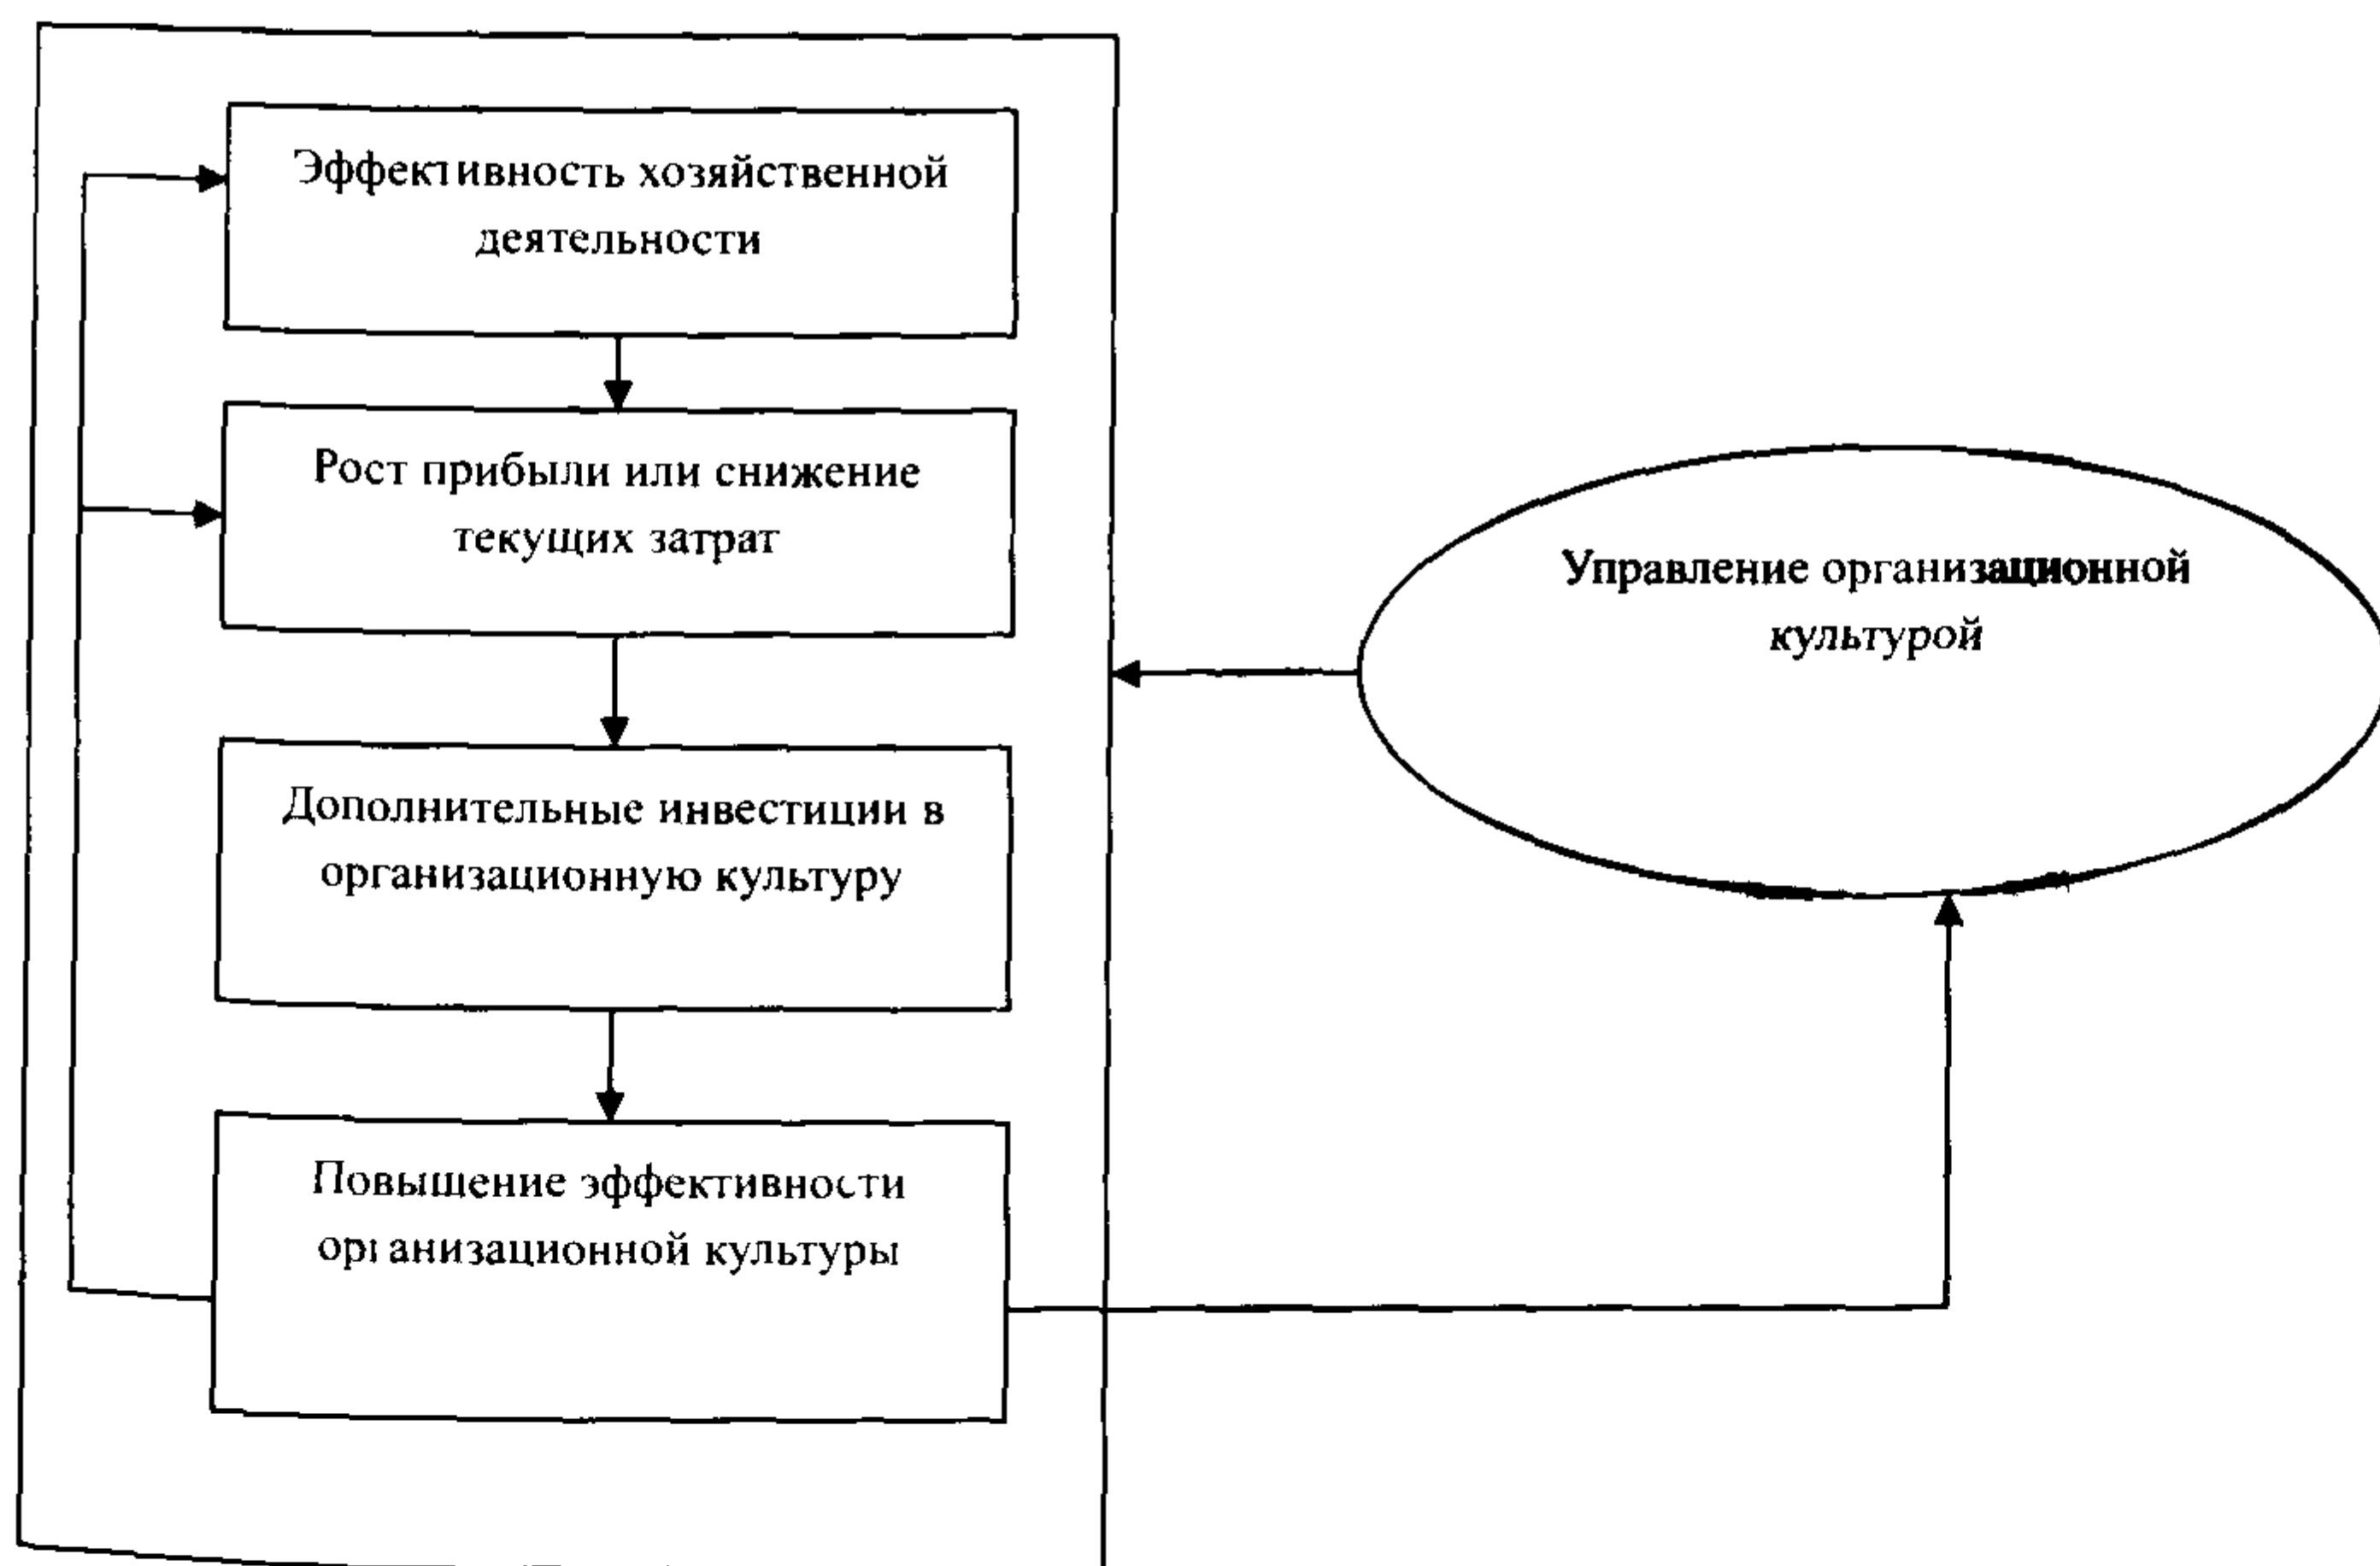 Эффективность хозяйственной
деятельности
Рост прибыли или снижение
текущих затрат
Управление организационной
культурой
Дополнительные инвестиции в
организационную культуру
Повышение эффективности
организационной культуры